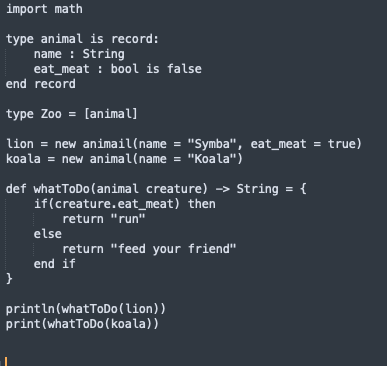 import math
type animal is record:
    name : String
    eat_meat : bool is false
end record
type Zoo = [animal]
lion = new animail(name = "Symba", eat_meat = true)
koala = new animal(name = "Koala")
def whatToDo(animal creature) -> String = {
    if(creature.eat_meat) then
        return "run"
    else
        return "feed your friend"
    end if
}
println(whatToDo(lion))
print(whatToDo(koala))